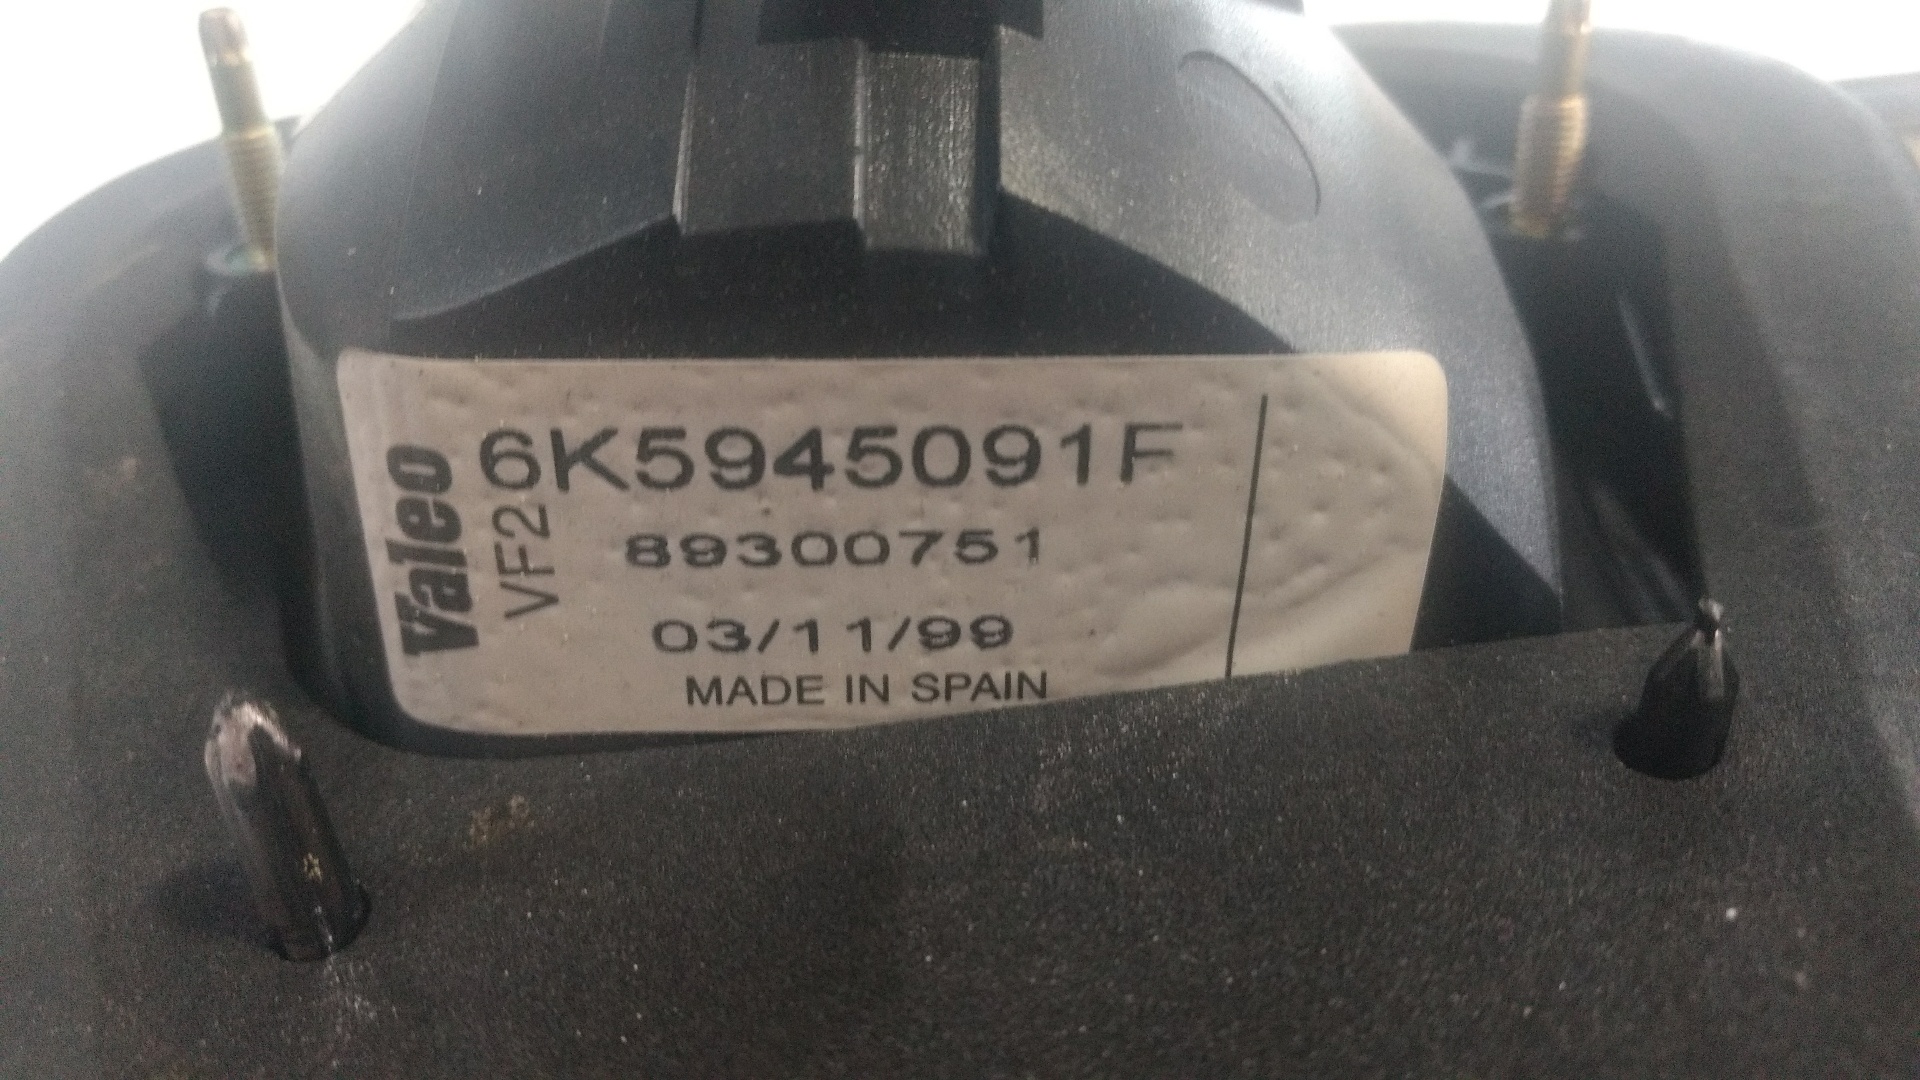 Valeo
VF2
6K5945091F
89300751
03/11/99
MADE IN SPAIN